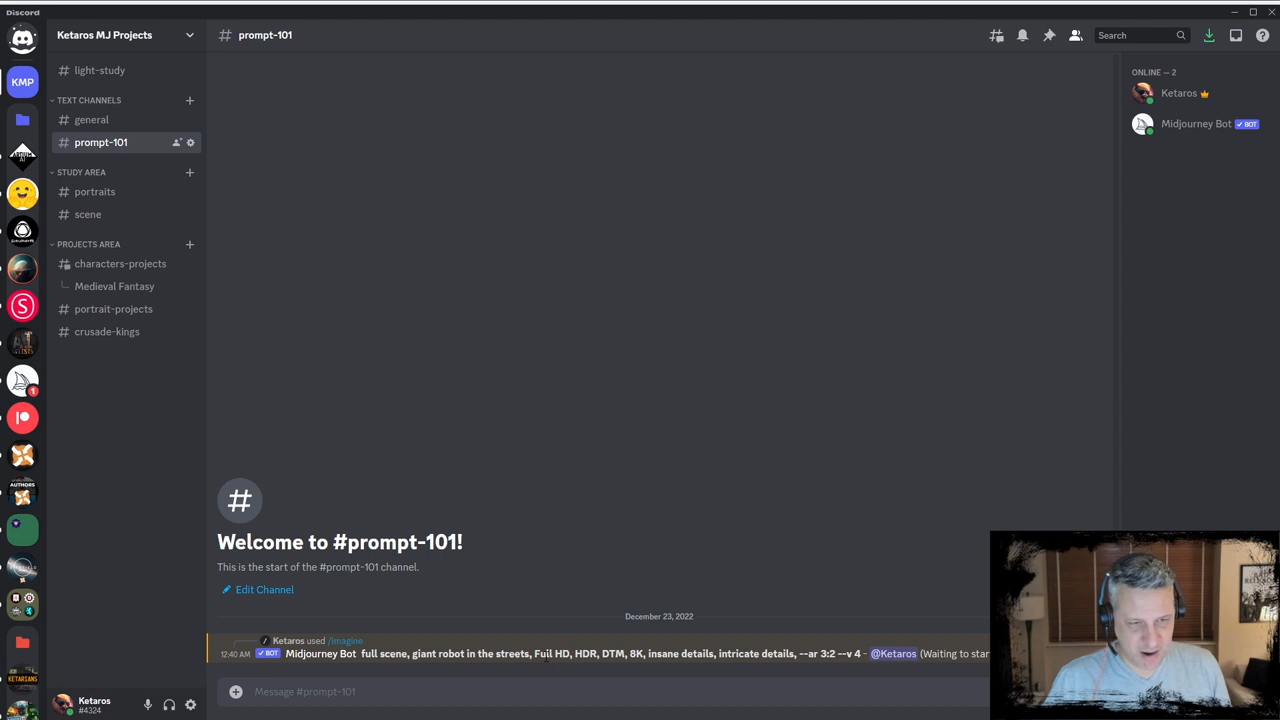 Discord
Ketaros MJ Projects
# prompt-101
Search
light-study
KMP
TEXT CHANNELS
general
prompt-101
STUDY AREA
portraits
scene
PROJECTS AREA
characters-projects
Medieval Fantasy
portrait-projects
crusade-kings
1
AUTHORS
KETARIANS
Ketaros
#4324
ONLINE — 2
Ketaros
Midjourney Bot BOT
#
Welcome to #prompt-101!
This is the start of the #prompt-101 channel.
Edit Channel
December 23, 2022
Ketaros used /imagine
12:40 AM BOT Midjourney Bot full scene, giant robot in the streets, Full HD, HDR, DTM, 8K, insane details, intricate details, --ar 3:2 --v 4 - @Ketaros (Waiting to star
Message #prompt-101